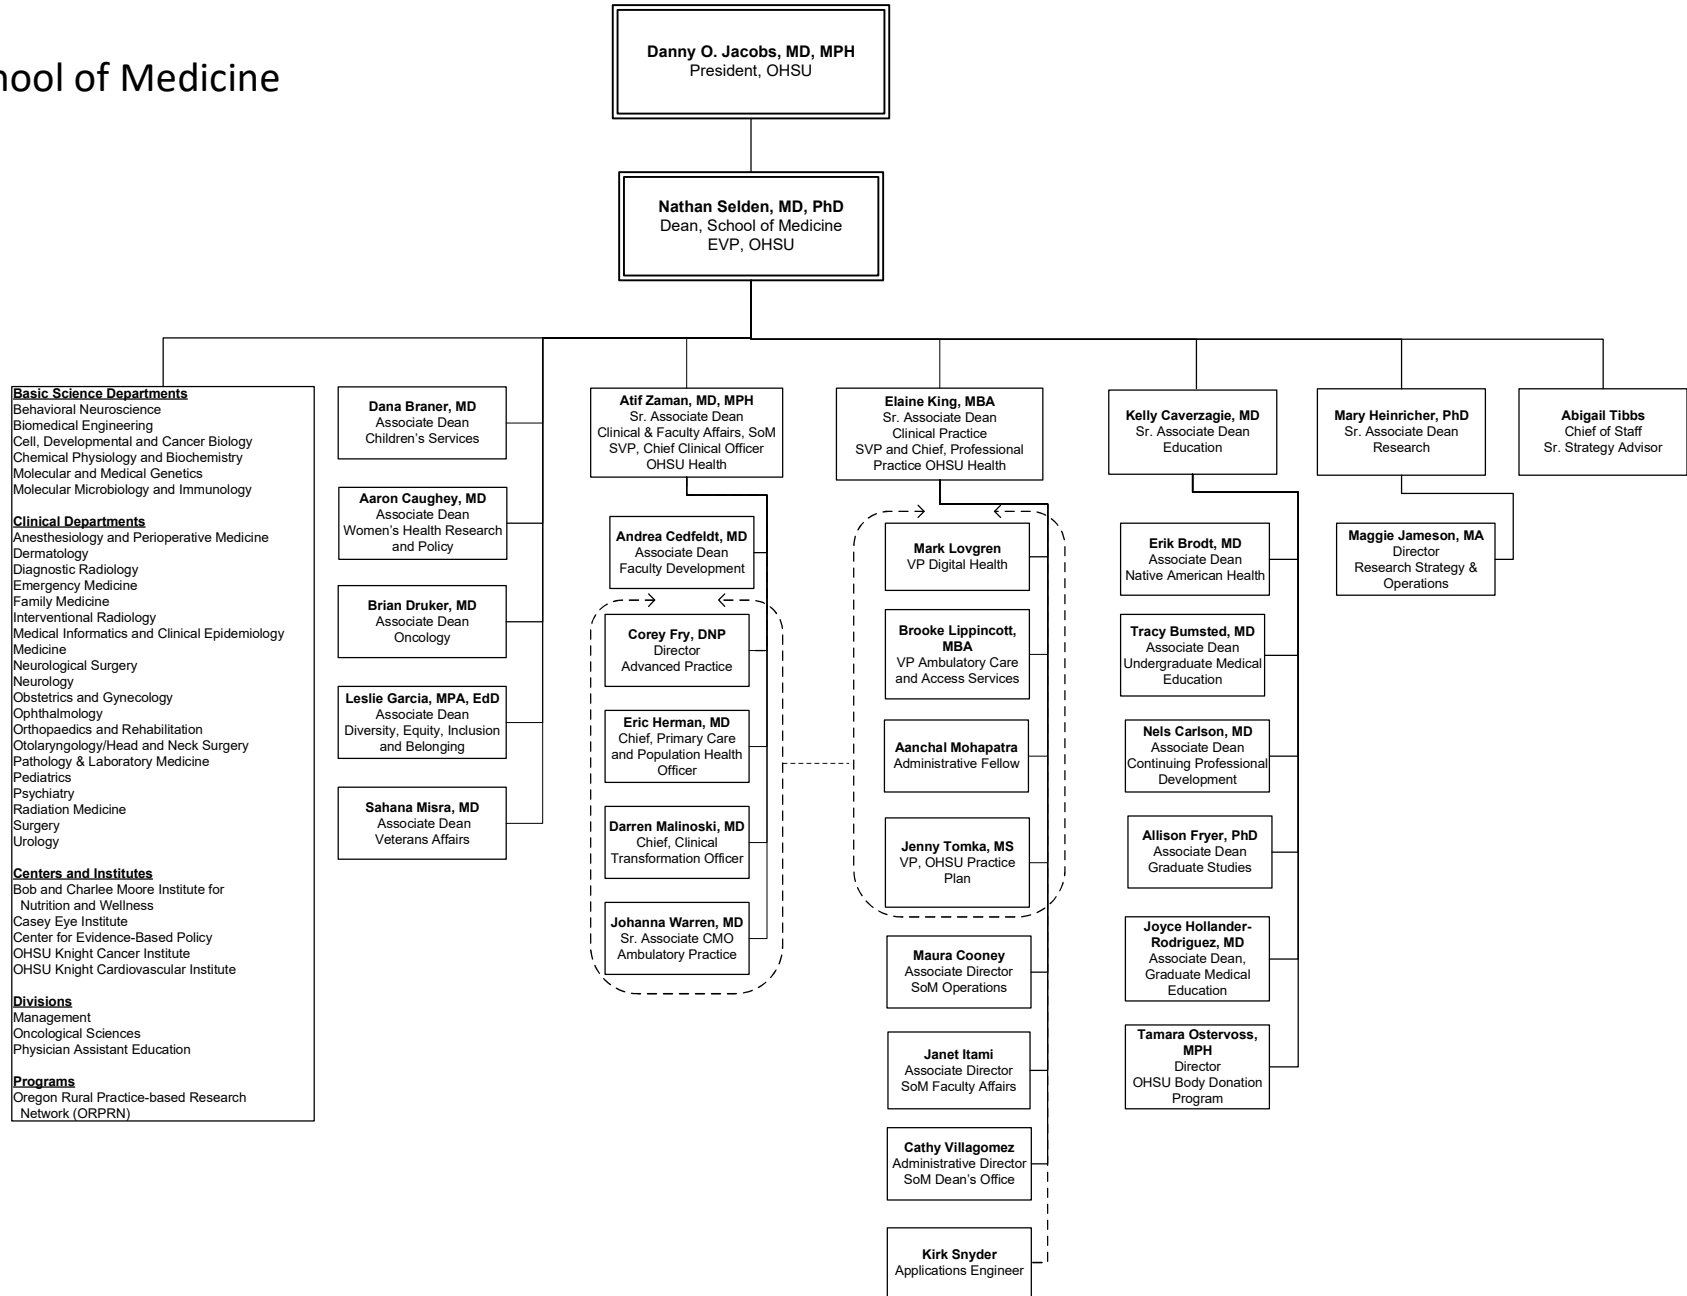 hool of Medicine
Danny O. Jacobs, MD, MPH
President, OHSU
Nathan Selden, MD, PhD
Dean, School of Medicine
EVP, OHSU
Basic Science Departments
Behavioral Neuroscience
Biomedical Engineering
Cell, Developmental and Cancer Biology
Chemical Physiology and Biochemistry
Molecular and Medical Genetics
Molecular Microbiology and Immunology
Clinical Departments
Anesthesiology and Perioperative Medicine
Dermatology
Diagnostic Radiology
Emergency Medicine
Family Medicine
Interventional Radiology
Medical Informatics and Clinical Epidemiology
Medicine
Neurological Surgery
Neurology
Obstetrics and Gynecology
Ophthalmology
Orthopaedics and Rehabilitation
Otolaryngology/Head and Neck Surgery
Pathology & Laboratory Medicine
Pediatrics
Psychiatry
Radiation Medicine
Surgery
Urology
Centers and Institutes
Bob and Charlee Moore Institute for
Nutrition and Wellness
Casey Eye Institute
Center for Evidence-Based Policy
OHSU Knight Cancer Institute
OHSU Knight Cardiovascular Institute
Divisions
Management
Oncological Sciences
Physician Assistant Education
Programs
Oregon Rural Practice-based Research
Network (ORPRN)
Dana Braner, MD
Associate Dean
Children's Services
Aaron Caughey, MD
Associate Dean
Women's Health Research
and Policy
Brian Druker, MD
Associate Dean
Oncology
Leslie Garcia, MPA, EdD
Associate Dean
Diversity, Equity, Inclusion
and Belonging
Sahana Misra, MD
Associate Dean
Veterans Affairs
Atif Zaman, MD, MPH
Sr. Associate Dean
Clinical & Faculty Affairs, SoM
SVP, Chief Clinical Officer
OHSU Health
Andrea Cedfeldt, MD
Associate Dean
Faculty Development
Corey Fry, DNP
Director
Advanced Practice
Eric Herman, MD
Chief, Primary Care
and Population Health
Officer
Darren Malinoski, MD
Chief, Clinical
Transformation Officer
Johanna Warren, MD
Sr. Associate CMO
Ambulatory Practice
Elaine King, MBA
Sr. Associate Dean
Clinical Practice
SVP and Chief, Professional
Practice OHSU Health
Mark Lovgren
VP Digital Health
Brooke Lippincott,
MBA
VP Ambulatory Care
and Access Services
Aanchal Mohapatra
Administrative Fellow
Jenny Tomka, MS
VP, OHSU Practice
Plan
Maura Cooney
Associate Director
SoM Operations
Janet Itami
Associate Director
SoM Faculty Affairs
Cathy Villagomez
Administrative Director
SoM Dean's Office
Kirk Snyder
Applications Engineer
Kelly Caverzagie, MD
Sr. Associate Dean
Education
Erik Brodt, MD
Associate Dean
Native American Health
Tracy Bumsted, MD
Associate Dean
Undergraduate Medical
Education
Nels Carlson, MD
Associate Dean
Continuing Professional
Development
Allison Fryer, PhD
Associate Dean
Graduate Studies
Joyce Hollander-
Rodriguez, MD
Associate Dean,
Graduate Medical
Education
Tamara Ostervoss,
MPH
Director
OHSU Body Donation
Program
Mary Heinricher, PhD
Sr. Associate Dean
Research
Maggie Jameson, MA
Director
Research Strategy &
Operations
Abigail Tibbs
Chief of Staff
Sr. Strategy Advisor